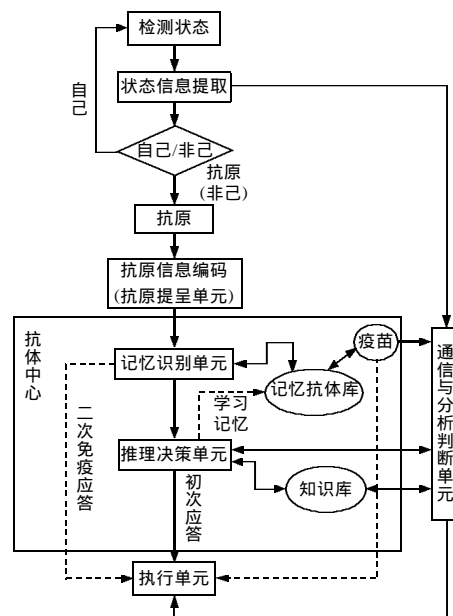 检测状态
状态信息提取
自己
自己/非己
抗原
(非己)
抗原
抗原信息编码
(抗原提呈单元)
抗体中心
疫苗
记忆识别单元
记忆抗体库
通信与分析判断单元
学习
记忆
二次免疫应答
推理决策单元
初次应答
知识库
执行单元